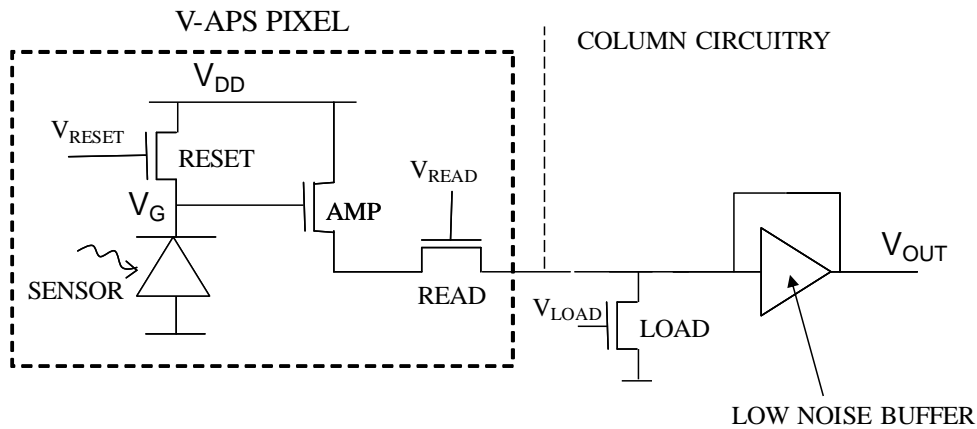 V-APS PIXEL
COLUMN CIRCUITRY
VDD
VRESET
RESET
VREAD
VG
AMP
VOUT
SENSOR
READ
VLOAD
LOAD
LOW NOISE BUFFER